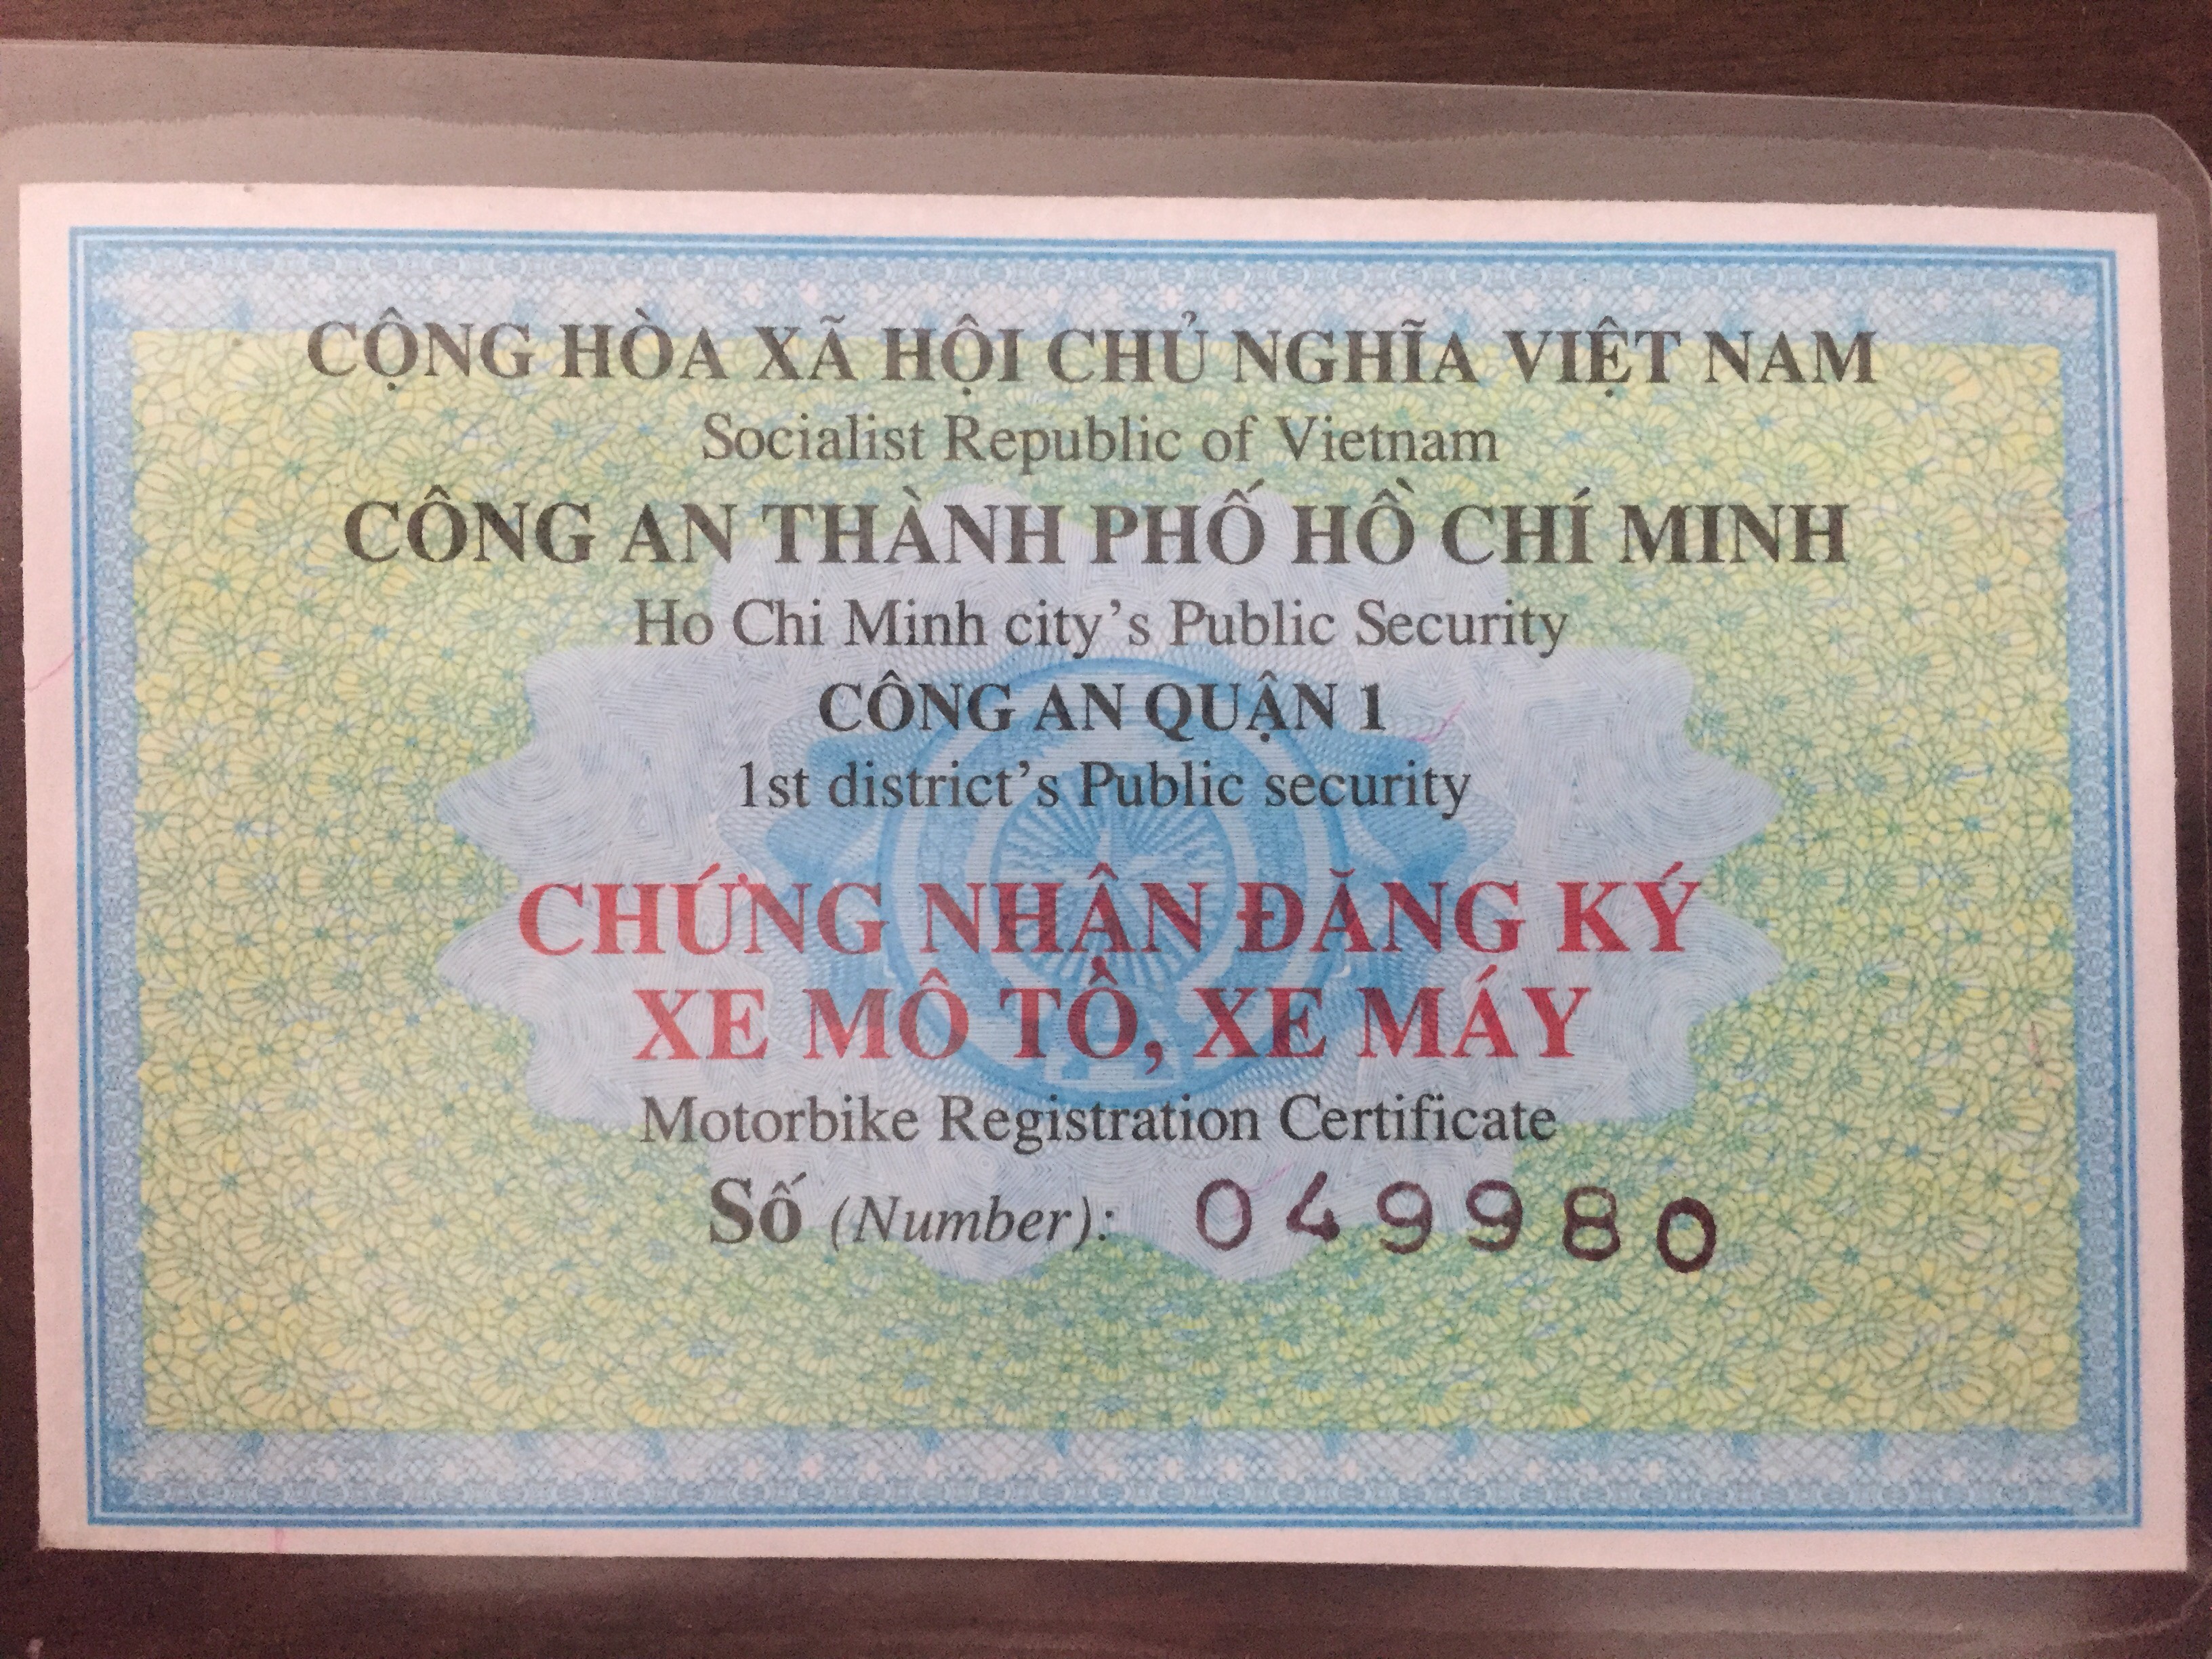 CỘNG HÒA XÃ HỘI CHỦ NGHĨA VIỆT NAM
Socialist Republic of Vietnam
CÔNG AN THÀNH PHỐ HỒ CHÍ MINH
Ho Chi Minh city's Public Security
CÔNG AN QUẬN 1
1st district's Public security
CHỨNG NHẬN ĐĂNG KÝ
XE MÔ TÔ, XE MÁY
Motorbike Registration Certificate
Số (Number): 049980